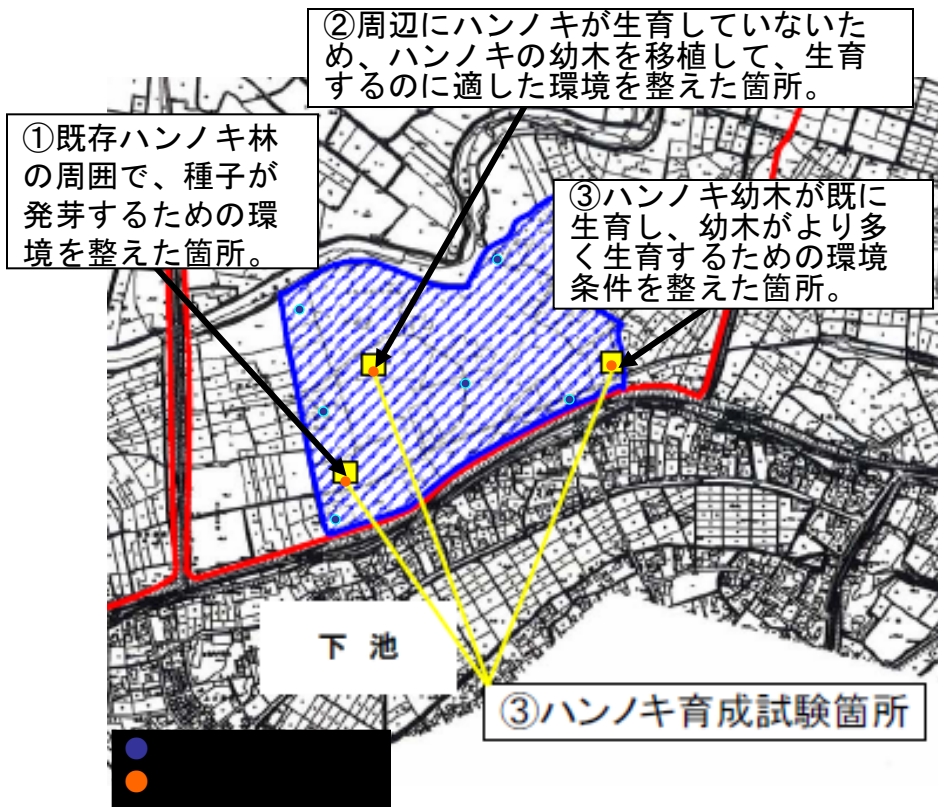 ②周辺にハンノキが生育していないた
め、ハンノキの幼木を移植して、生育
するのに適した環境を整えた箇所。
①既存ハンノキ林
の周囲で、種子が
発芽するための環
境を整えた箇所。
③ハンノキ幼木が既に
生育し、幼木がより多
く生育するための環境
条件を整えた箇所。
下 池
③ハンノキ育成試験箇所